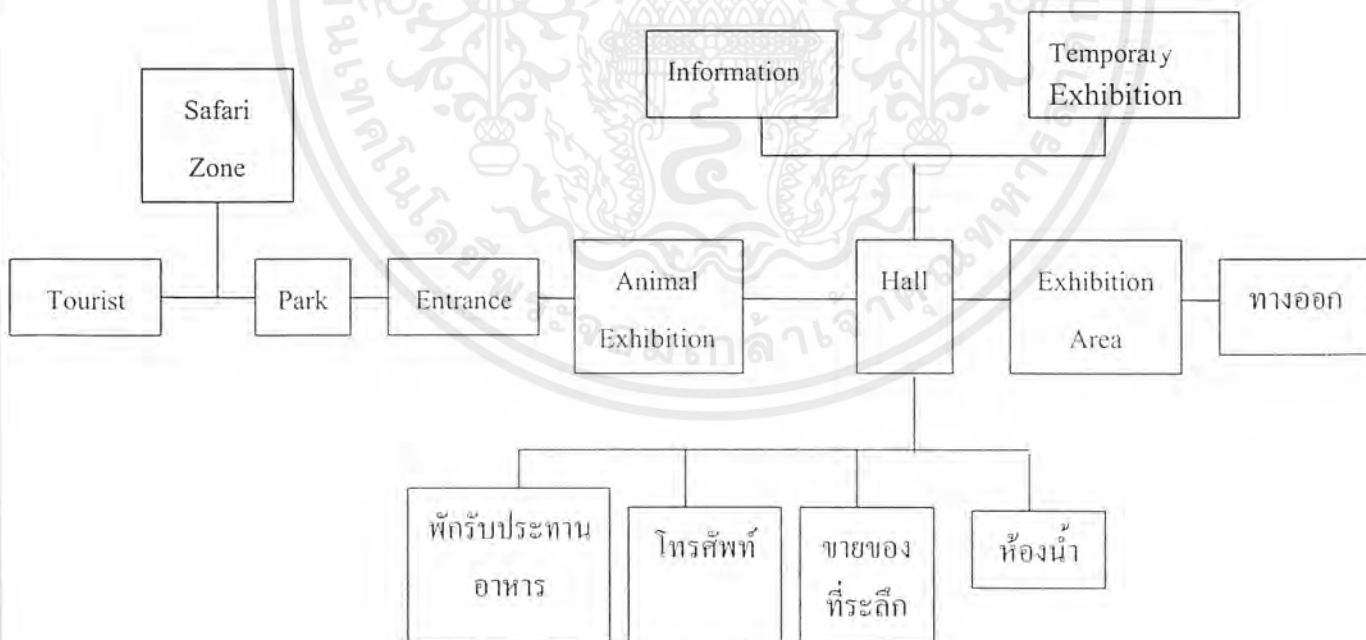 Information
Temporary
Exhibition
Safari
Zone
Tourist
Park
Entrance
Animal
Exhibition
Hall
Exhibition
Area
ทางออก
พักรับประทาน
อาหาร
โทรศัพท์
ขายของ
ที่ระลึก
ห้องน้ำ